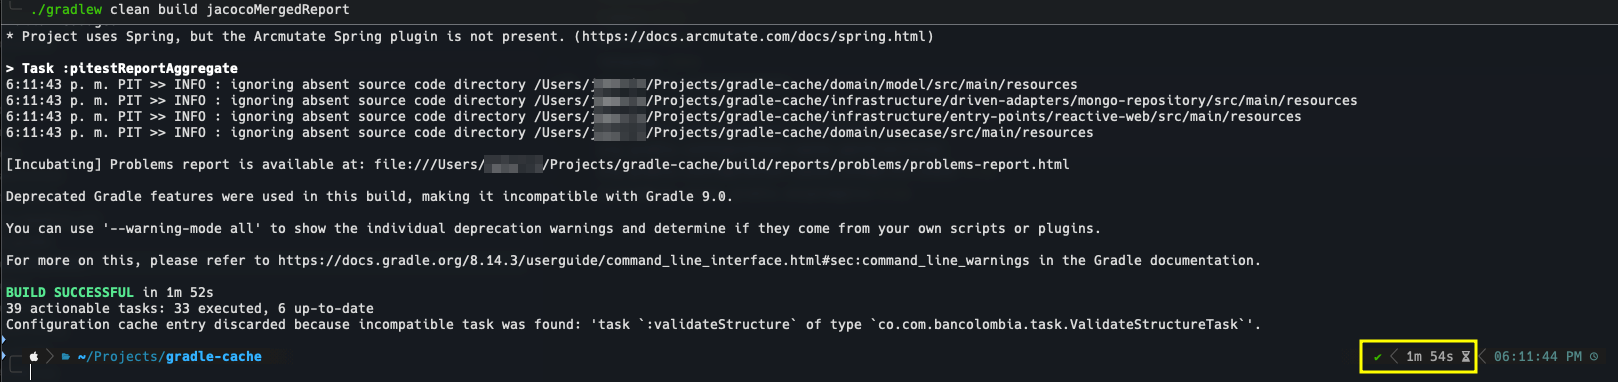 ./gradlew clean build jacocoMergedReport
* Project uses Spring, but the Arcmutate Spring plugin is not present. (https://docs.arcmutate.com/docs/spring.html)
> Task :pitestReportAggregate
6:11:43 p. m. PIT >> INFO : ignoring absent source code directory /Users/j/Projects/gradle-cache/domain/model/src/main/resources
6:11:43 p. m. PIT >> INFO : ignoring absent source code directory /Users/j/Projects/gradle-cache/infrastructure/driven-adapters/mongo-repository/src/main/resources
6:11:43 p. m. PIT >> INFO : ignoring absent source code directory /Users/j/Projects/gradle-cache/infrastructure/entry-points/reactive-web/src/main/resources
6:11:43 p. m. PIT >> INFO : ignoring absent source code directory /Users/j/Projects/gradle-cache/domain/usecase/src/main/resources
[Incubating] Problems report is available at: file:///Users/ /Projects/gradle-cache/build/reports/problems/problems-report.html
Deprecated Gradle features were used in this build, making it incompatible with Gradle 9.0.
You can use '--warning-mode all' to show the individual deprecation warnings and determine if they come from your own scripts or plugins.
For more on this, please refer to https://docs.gradle.org/8.14.3/userguide/command_line_interface.html#sec:command_line_warnings in the Gradle documentation.
BUILD SUCCESSFUL in 1m 52s
39 actionable tasks: 33 executed, 6 up-to-date
Configuration cache entry discarded because incompatible task was found: 'task `:validateStructure` of type `co.com.bancolombia.task.ValidateStructureTask`'.
~/Projects/gradle-cache ✔ 1m 54s 06:11:44 PM